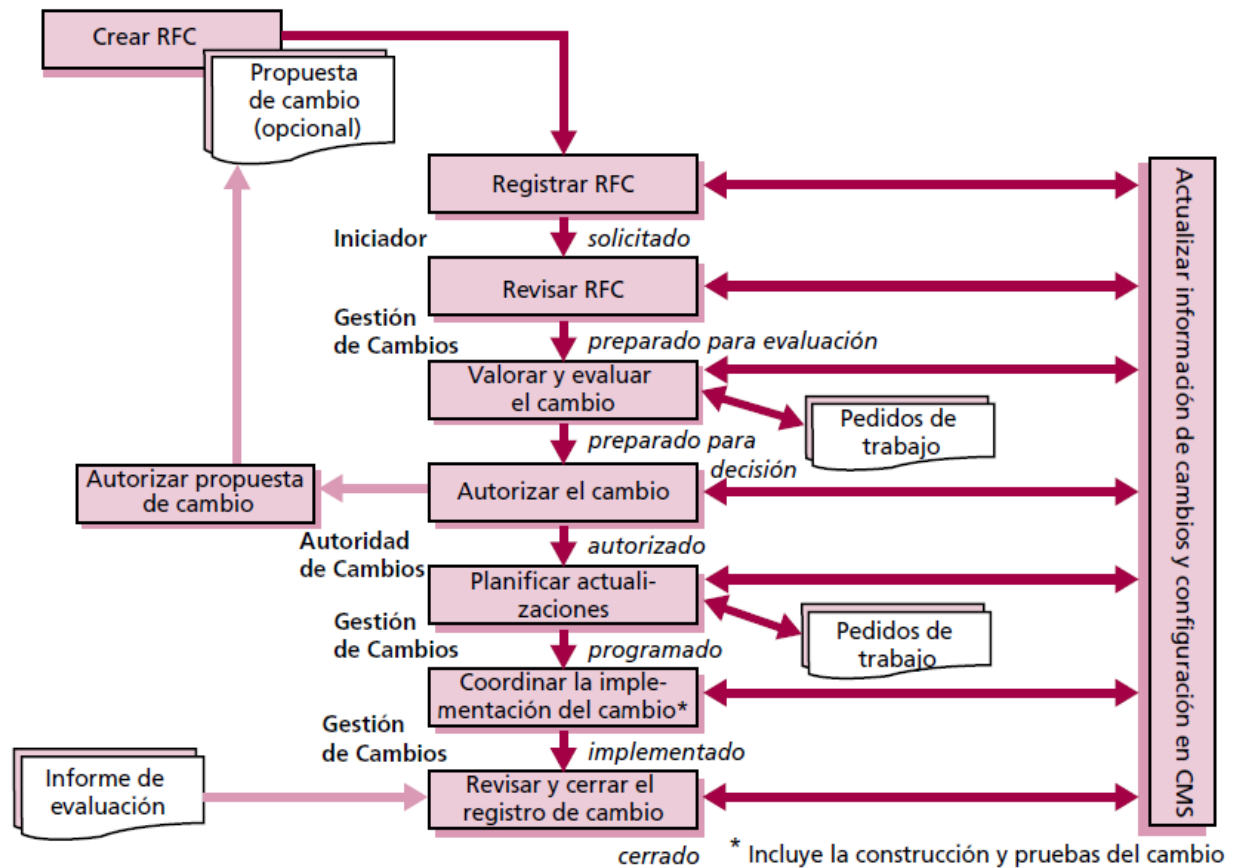 Crear RFC
Propuesta
de cambio
(opcional)
Registrar RFC
Iniciador
solicitado
Revisar RFC
Gestión
de Cambios
preparado para evaluación
Valorar y evaluar
el cambio
Pedidos de
trabajo
preparado para
decisión
Autorizar propuesta
de cambio
Autorizar el cambio
Autoridad
de Cambios
autorizado
Planificar actuali-
zaciones
Gestión
de Cambios
programado
Pedidos de
trabajo
Coordinar la imple-
mentación del cambio*
Gestión
de Cambios
implementado
Informe de
evaluación
Revisar y cerrar el
registro de cambio
cerrado
* Incluye la construcción y pruebas del cambio
Actualizar información de cambios y configuración en CMS